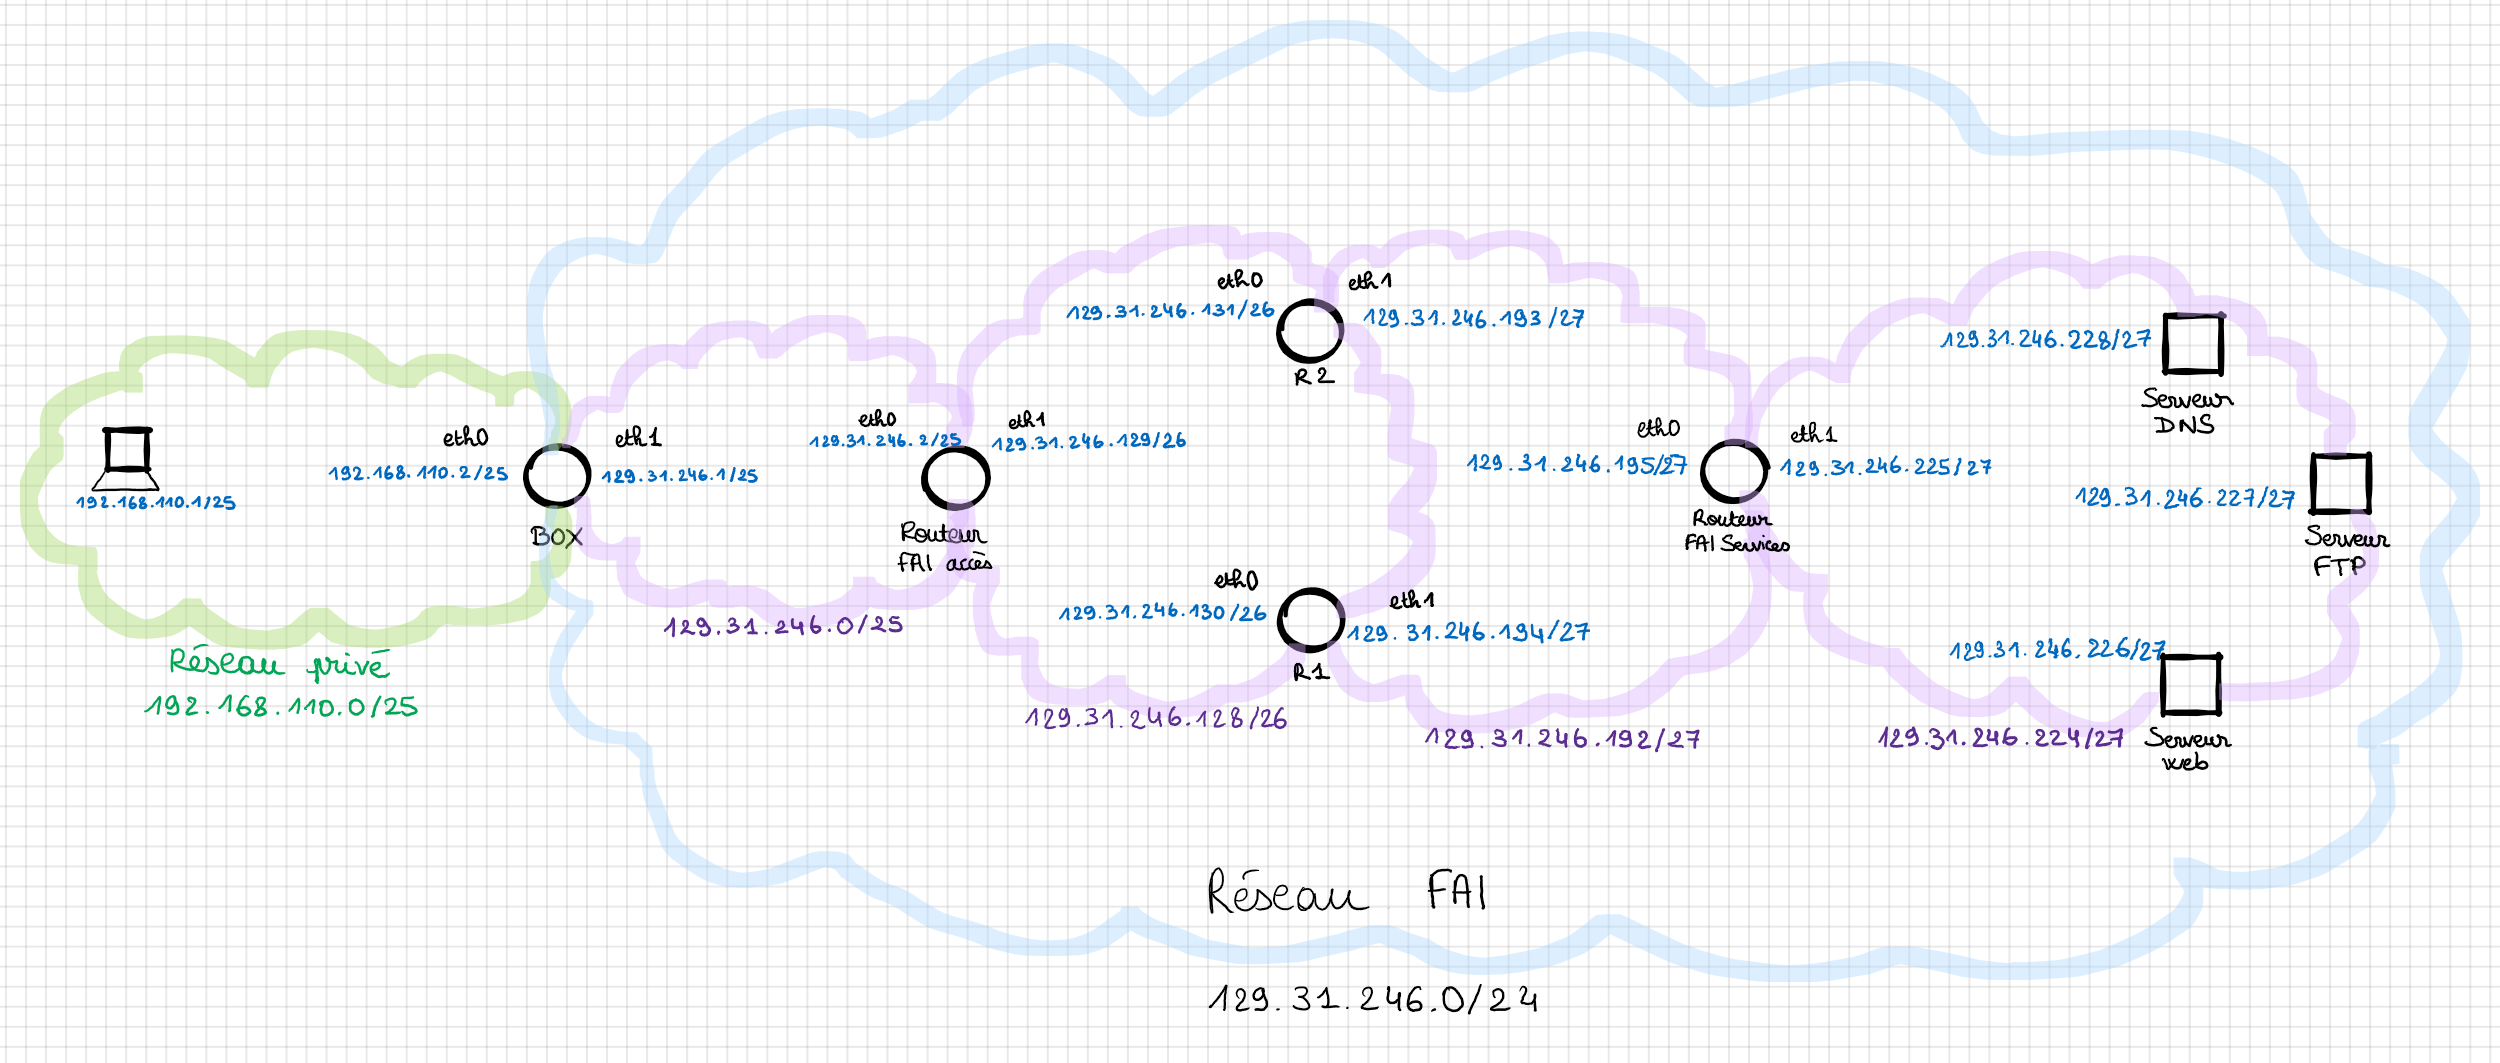 eth0
eth1
129.31.246.131/26
129.31.246.193/27
R2
129.31.246.228/27
Serveur
DNS
eth0
eth1
192.168.110.2/25
129.31.246.1/25
BOX
192.168.110.1/25
eth0
eth1
129.31.246.2/25
129.31.246.129/26
Routeur
FAI accès
eth0
eth1
129.31.246.195/27
129.31.246.225/27
Routeur
FAI Services
129.31.246.227/27
Serveur
FTP
eth0
eth1
129.31.246.130/26
129.31.246.194/27
R1
129.31.246.226/27
Serveur
web
129.31.246.0/25
Réseau privé
192.168.110.0/25
129.31.246.128/26
129.31.246.192/27
129.31.246.224/27
Réseau FAI
129.31.246.0/24